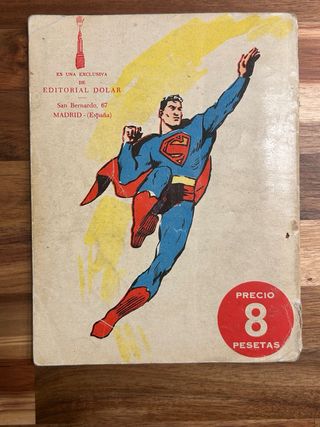 ES UNA EXCLUSIVA
DE
EDITORIAL DOLAR
San Bernardo, 67
MADRID - (España)
S
PRECIO
8
PESETAS